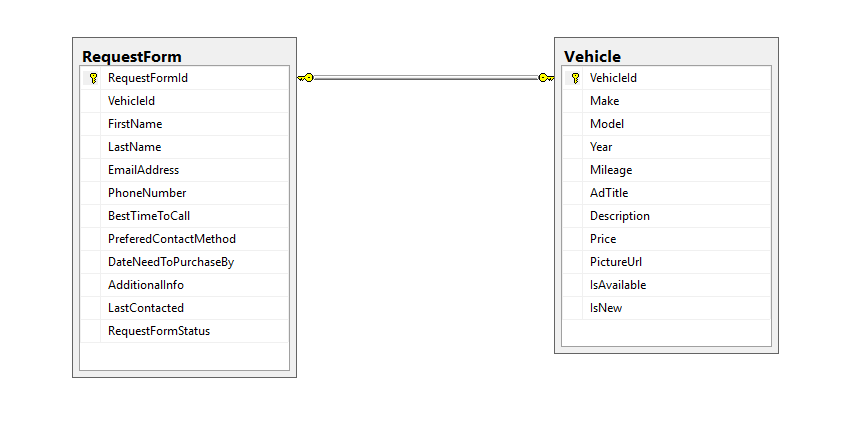 RequestForm
RequestFormId
VehicleId
FirstName
LastName
EmailAddress
PhoneNumber
BestTimeToCall
PreferedContactMethod
DateNeedToPurchaseBy
AdditionalInfo
LastContacted
RequestFormStatus
Vehicle
VehicleId
Make
Model
Year
Mileage
AdTitle
Description
Price
PictureUrl
IsAvailable
IsNew